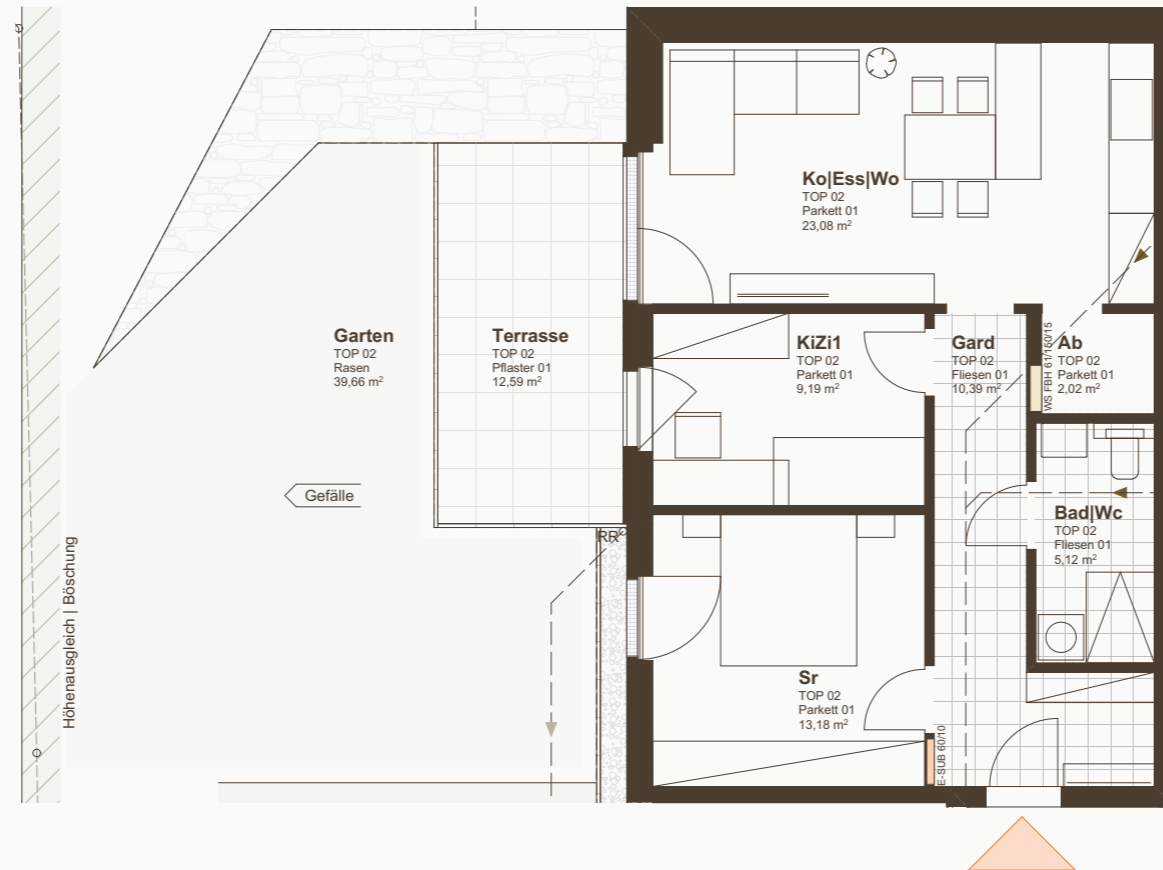 Ko|Ess|Wo
TOP 02
Parkett 01
23,08 m²
Garten
TOP 02
Rasen
39,66 m²
Terrasse
TOP 02
Pflaster 01
12,59 m²
KiZi1
TOP 02
Parkett 01
9,19 m²
Gard
TOP 02
Fliesen 01
10,39 m²
WS FBH 61/150/15
Ab
TOP 02
Parkett 01
2,02 m²
Gefälle
Bad|Wc
TOP 02
Fliesen 01
5,12 m²
RR
Höhenausgleich | Böschung
Sr
TOP 02
Parkett 01
13,18 m²
E-SUB 60/10